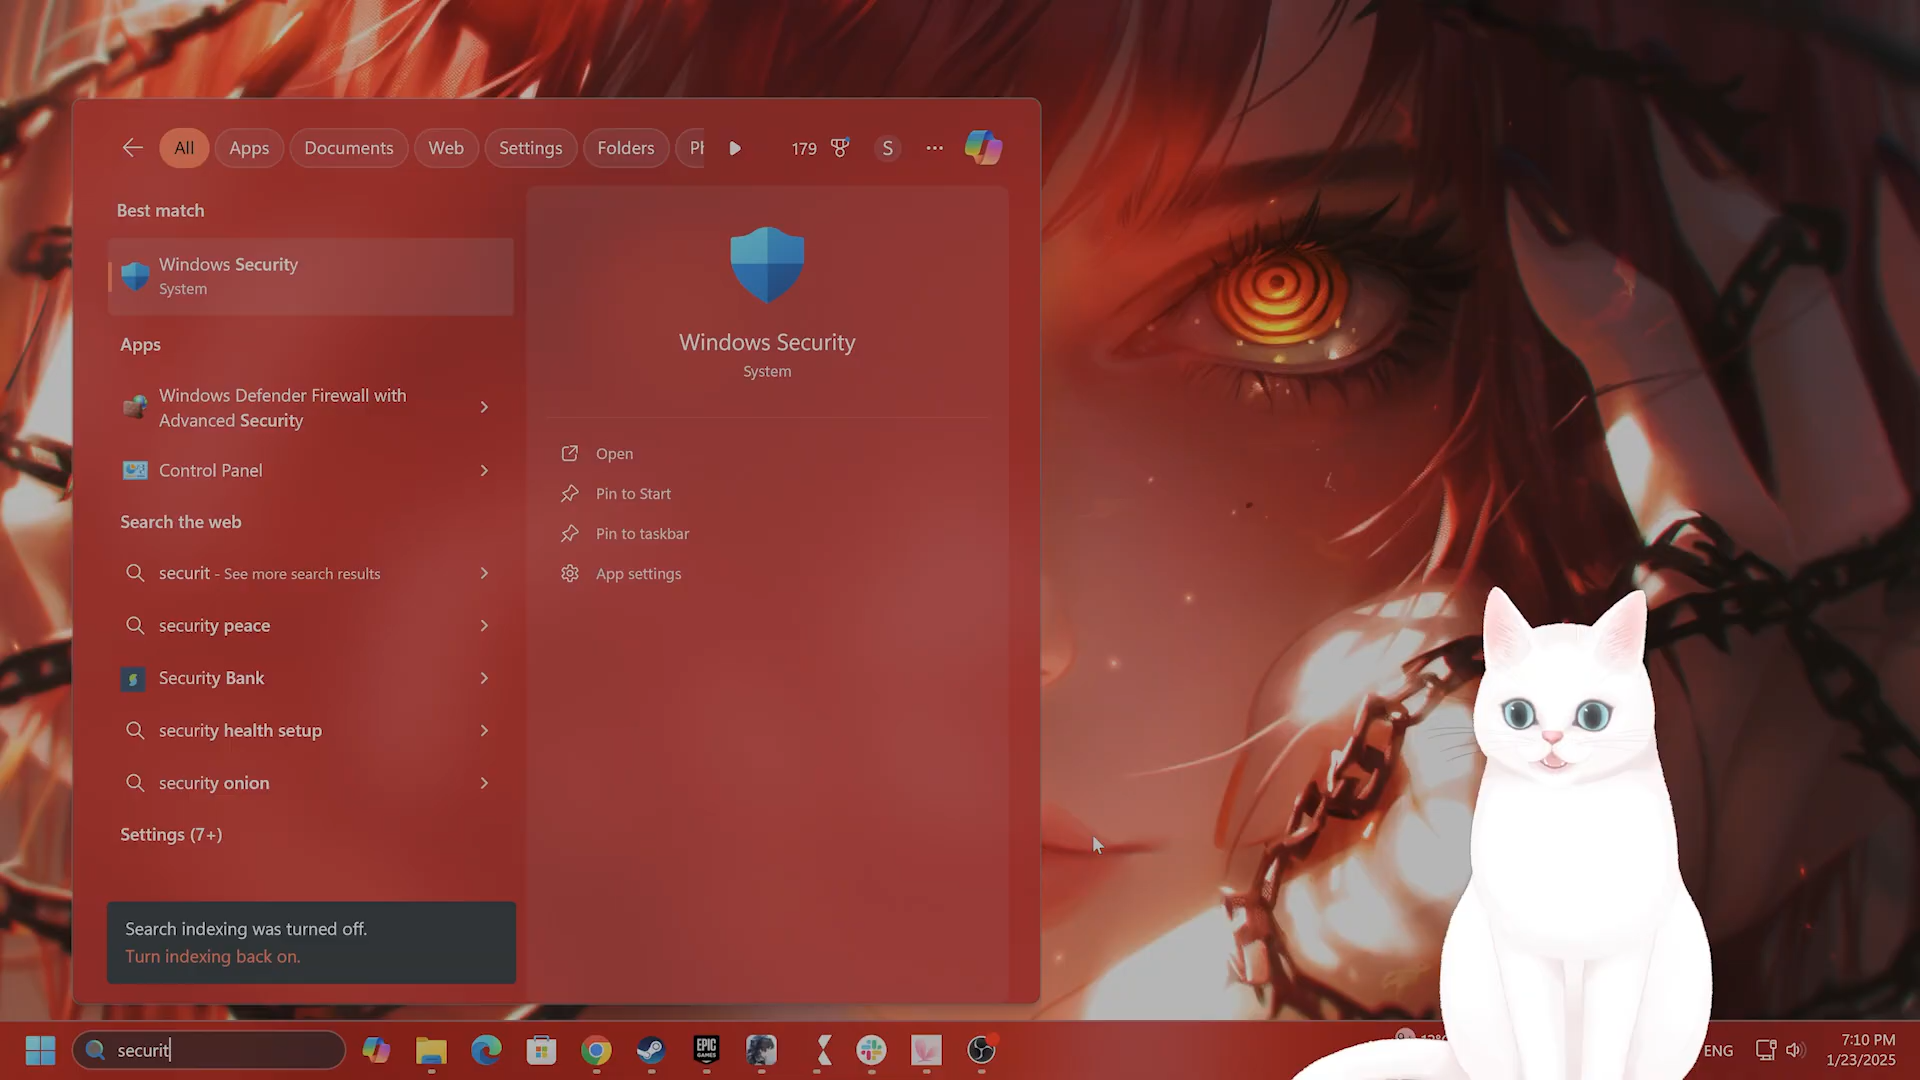 All
Apps
Documents
Web
Settings
Folders
179
S
Best match
Windows Security
System
Apps
Windows Defender Firewall with
Advanced Security
Control Panel
Search the web
securit - See more search results
security peace
Security Bank
security health setup
security onion
Settings (7+)
Search indexing was turned off.
Turn indexing back on.
Windows Security
System
Open
Pin to Start
Pin to taskbar
App settings
securit
EPIC
GAMES
ENG
7:10 PM
1/23/2025